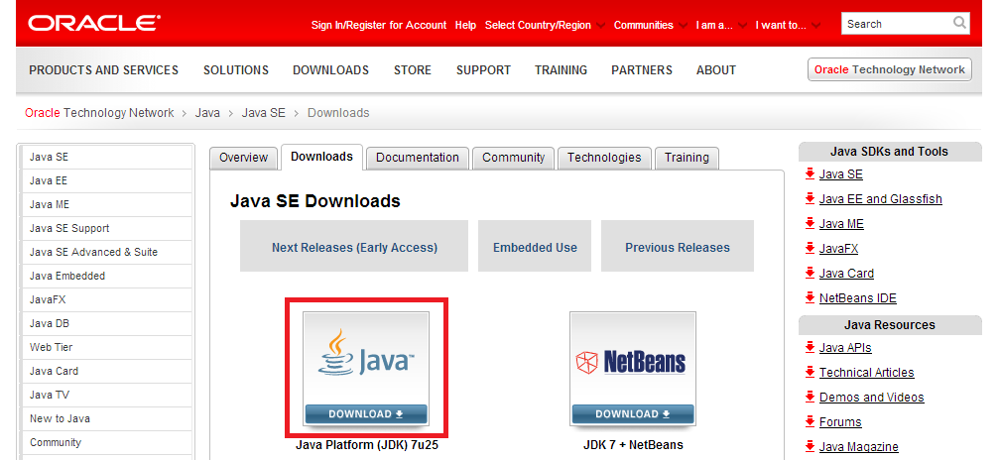 ORACLE
Sign In/Register for Account Help Select Country/Region Communities I am a... I want to... Search
PRODUCTS AND SERVICES SOLUTIONS DOWNLOADS STORE SUPPORT TRAINING PARTNERS ABOUT Oracle Technology Network
Oracle Technology Network > Java > Java SE > Downloads
Java SE
Java EE
Java ME
Java SE Support
Java SE Advanced & Suite
Java Embedded
JavaFX
Java DB
Web Tier
Java Card
Java TV
New to Java
Community
Overview Downloads Documentation Community Technologies Training
Java SE Downloads
Next Releases (Early Access) Embedded Use Previous Releases
Java™
DOWNLOAD
Java Platform (JDK) 7u25
NetBeans
DOWNLOAD
JDK 7 + NetBeans
Java SDKs and Tools
Java SE
Java EE and Glassfish
Java ME
JavaFX
Java Card
NetBeans IDE
Java Resources
Java APIs
Technical Articles
Demos and Videos
Forums
Java Magazine